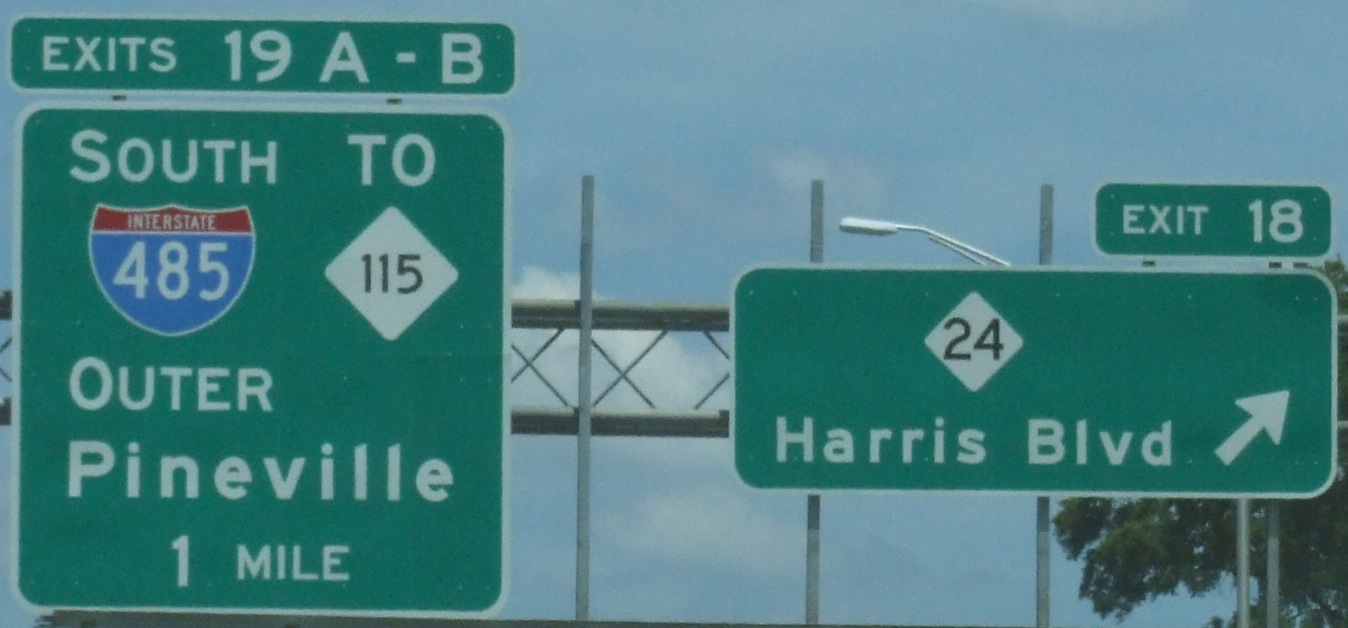 EXITS 19 A - B
SOUTH TO
INTERSTATE
485
115
OUTER
Pineville
1 MILE
EXIT 18
24
Harris Blvd